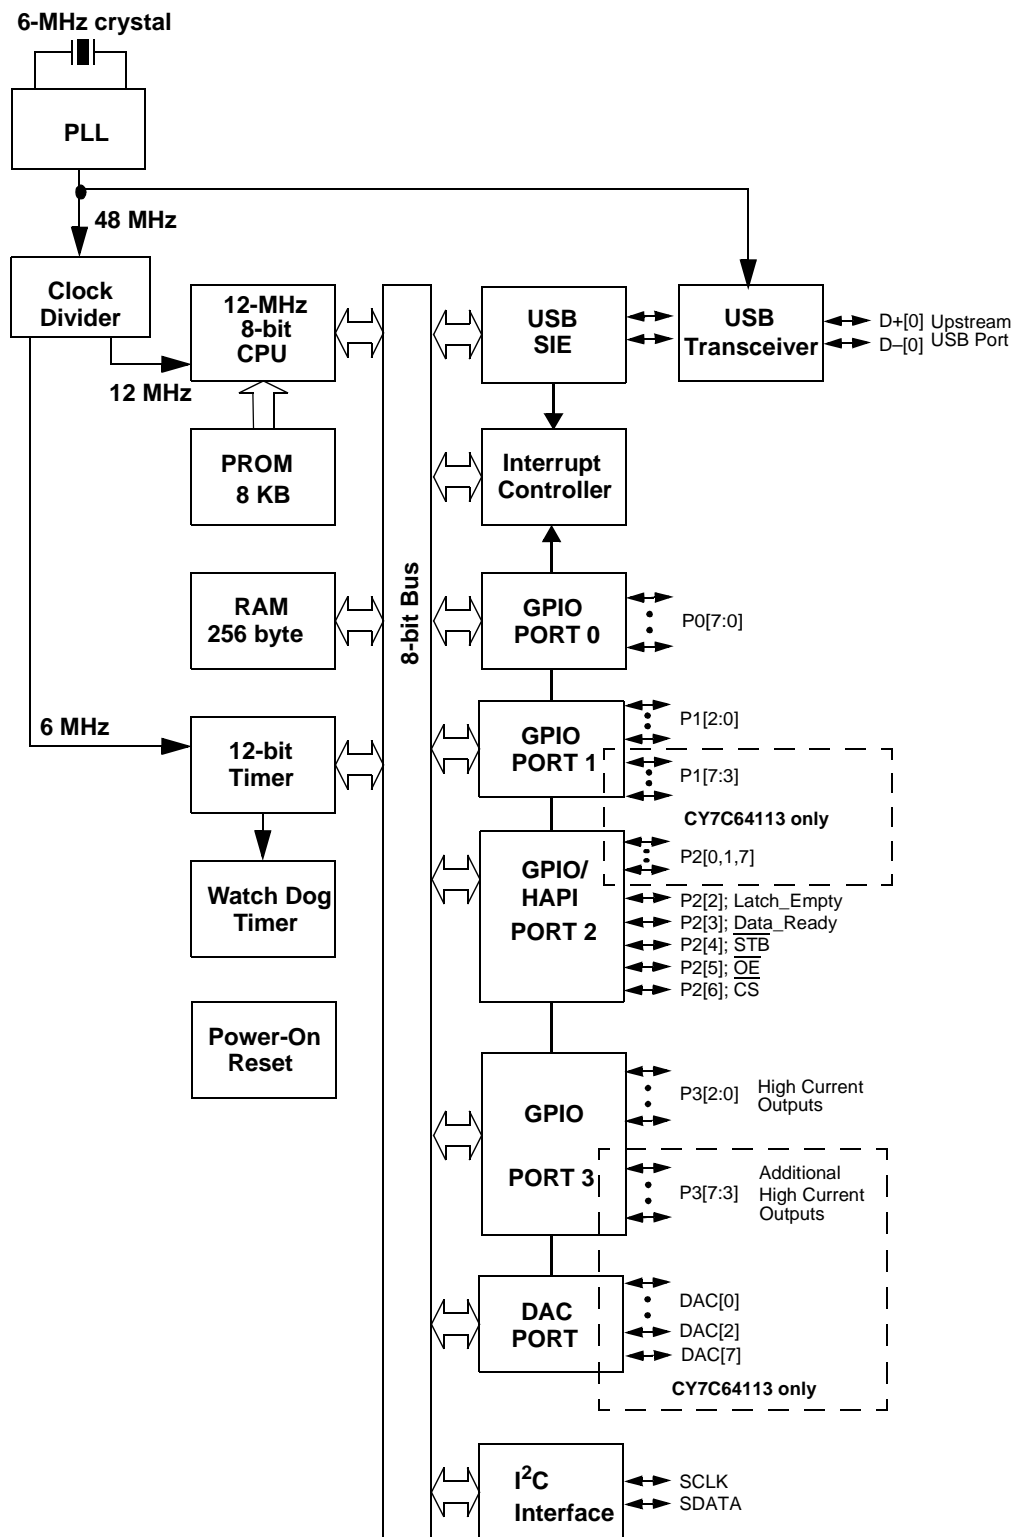 6-MHz crystal
PLL
48 MHz
Clock
Divider
12-MHz
8-bit
CPU
12 MHz
USB
SIE
USB
Transceiver
D+[0] Upstream
D–[0] USB Port
PROM
8 KB
Interrupt
Controller
8-bit Bus
RAM
256 byte
GPIO
PORT 0
P0[7:0]
6 MHz
12-bit
Timer
GPIO
PORT 1
P1[2:0]
P1[7:3]
CY7C64113 only
P2[0,1,7]
Watch Dog
Timer
GPIO/
HAPI
PORT 2
P2[2]; Latch_Empty
P2[3]; Data_Ready
P2[4]; S̅T̅B̅
P2[5]; O̅E̅
P2[6]; C̅S̅
Power-On
Reset
GPIO
PORT 3
P3[2:0]
High Current
Outputs
P3[7:3]
Additional
High Current
Outputs
DAC
PORT
DAC[0]
DAC[2]
DAC[7]
CY7C64113 only
I²C
Interface
SCLK
SDATA